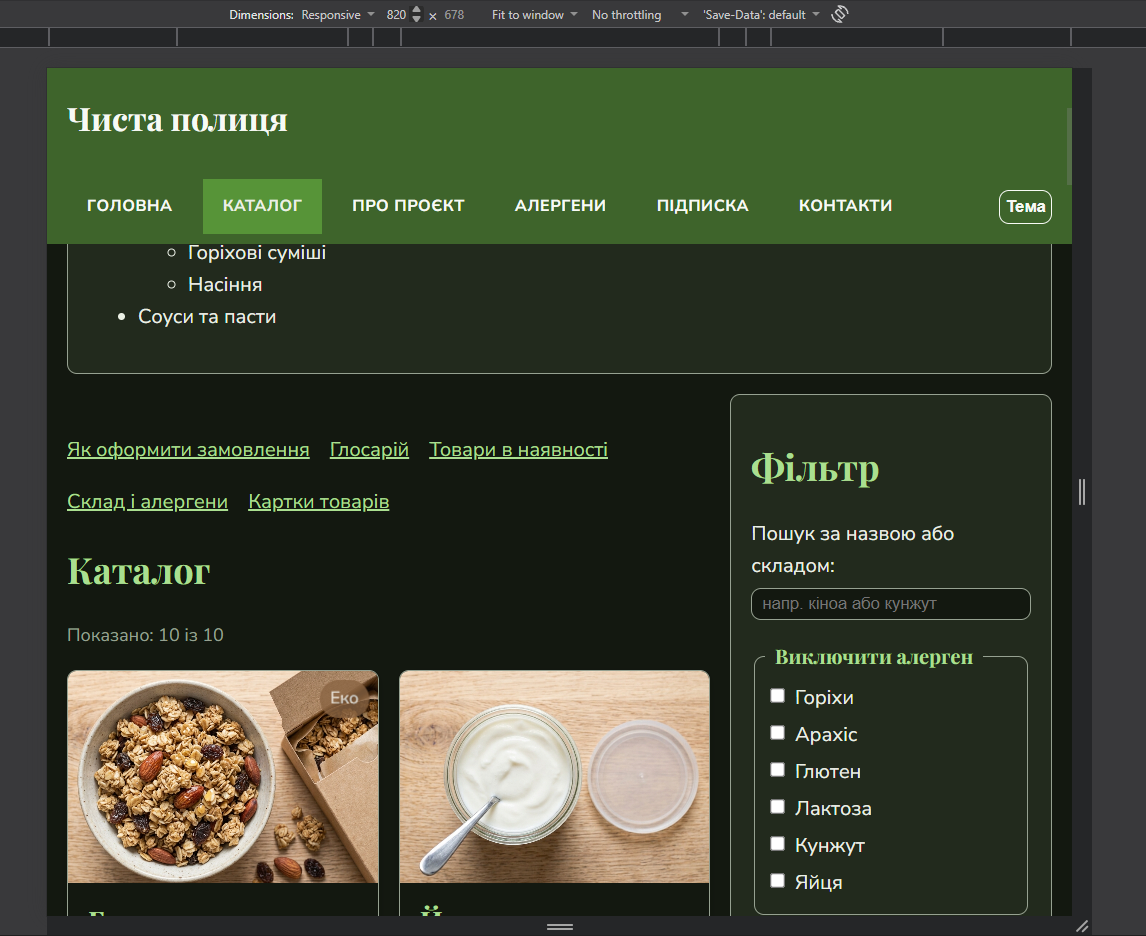 Dimensions: Responsive 820 × 678 Fit to window No throttling 'Save-Data': default
Чиста полиця
ГОЛОВНА КАТАЛОГ ПРО ПРОЄКТ АЛЕРГЕНИ ПІДПИСКА КОНТАКТИ Тема
Горіхові суміші
Насіння
Соуси та пасти
Як оформити замовлення Глосарій Товари в наявності
Склад і алергени Картки товарів
Каталог
Показано: 10 із 10
Еко
Фільтр
Пошук за назвою або
складом:
напр. кіноа або кунжут
Виключити алерген
Горіхи
Арахіс
Глютен
Лактоза
Кунжут
Яйця